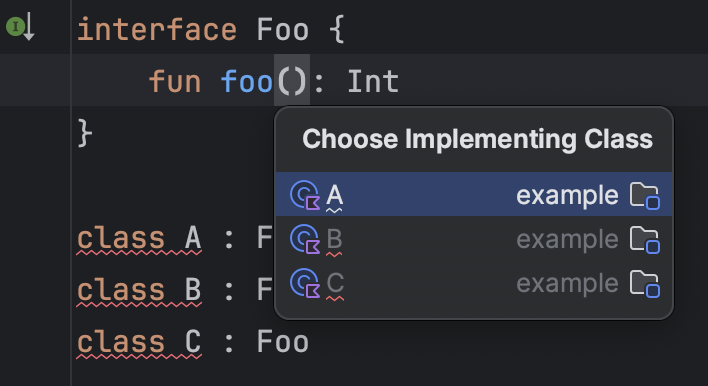 interface Foo {
fun foo(): Int
}
Choose Implementing Class
A example
B example
C example
class A : F
class B : F
class C : Foo